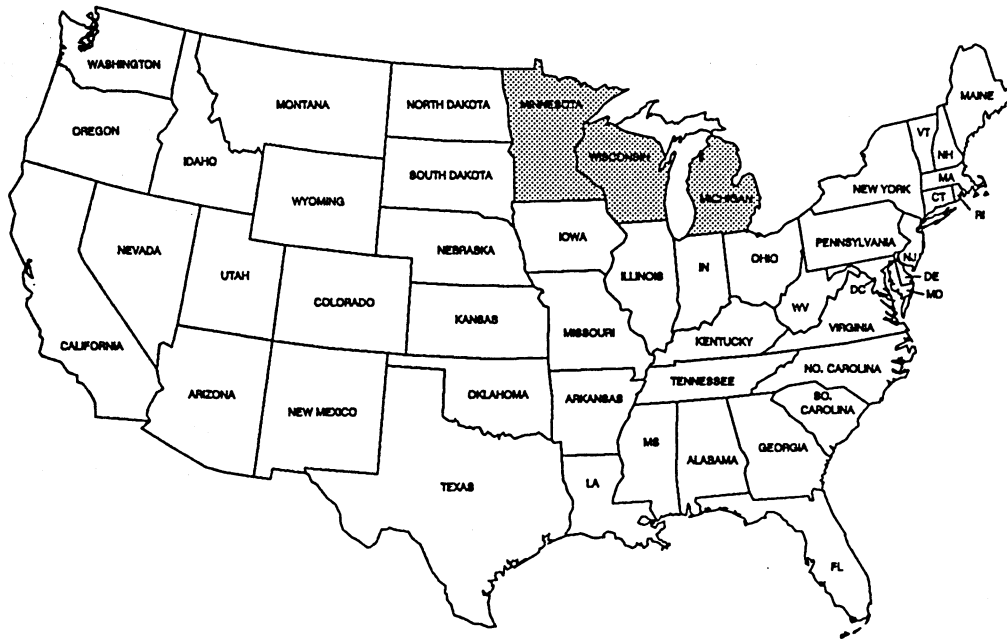 WASHINGTON
MONTANA
NORTH DAKOTA
MINNESOTA
MAINE
OREGON
IDAHO
VT
NH
WISCONSIN
SOUTH DAKOTA
MA
WYOMING
MICHIGAN
NEW YORK
CT
RI
NEVADA
UTAH
NEBRASKA
IOWA
PENNSYLVANIA
ILLINOIS
IN
OHIO
NJ
COLORADO
DE
DC
MD
KANSAS
WV
CALIFORNIA
MISSOURI
VIRGINIA
KENTUCKY
NO. CAROLINA
TENNESSEE
ARIZONA
OKLAHOMA
ARKANSAS
SO.
CAROLINA
NEW MEXICO
MS
GEORGIA
ALABAMA
TEXAS
LA
FL